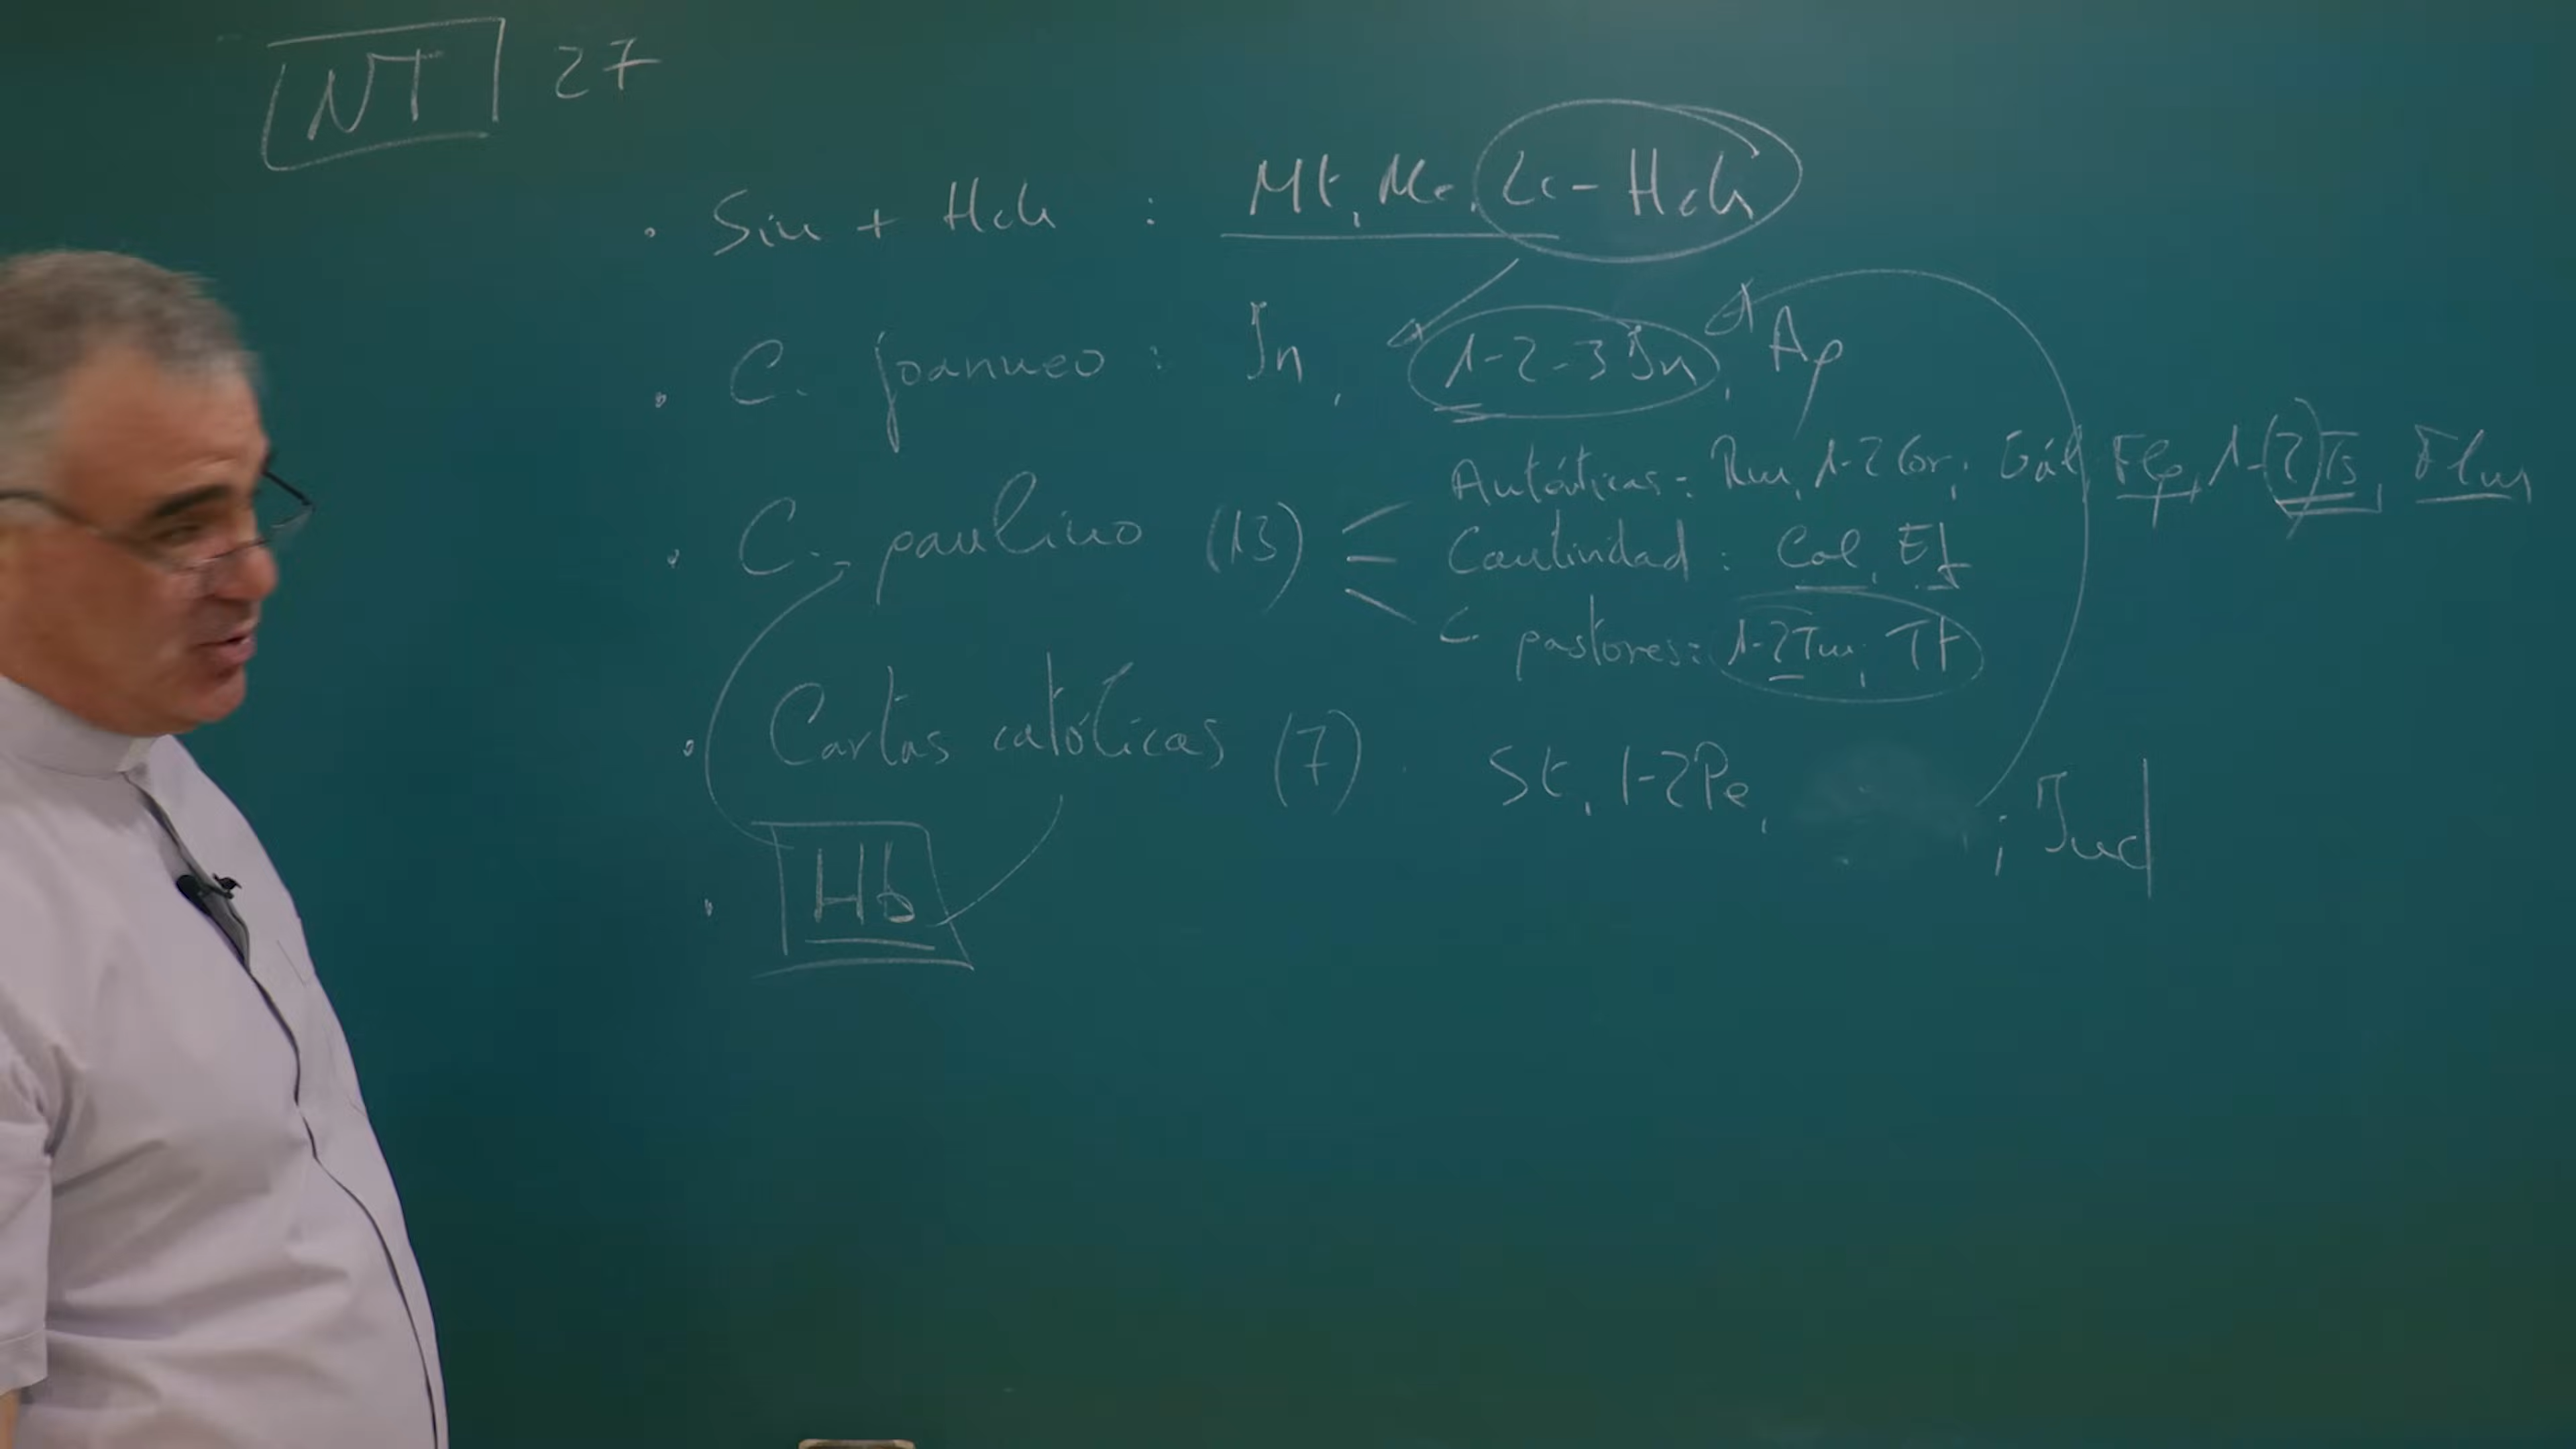 NT 27
· Sin + Hch : Mt, Mc, Lc - Hch
· C. joanneo : Jn, 1-2-3 Jn, Ap
Auténticas: Rm, 1-2 Cor, Gál, Flp, 1-(2) Ts, Flm
· C. paulino (13)
Cautividad : Col, Ef
C pastores: 1-2 Tm, Tt
· Cartas católicas (7) St, 1-2 Pe, ; Jud
· Hb